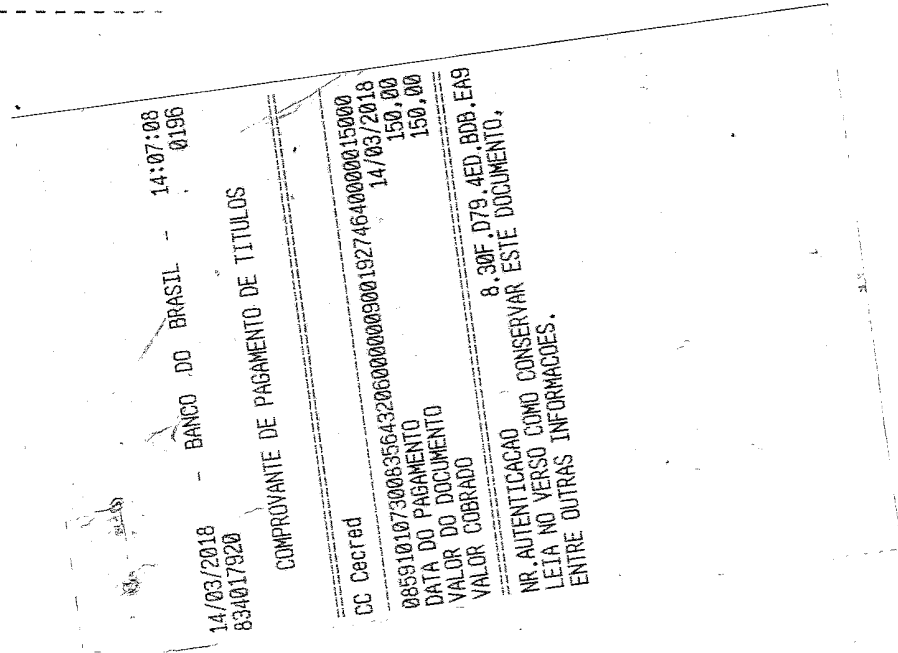 14/03/2018 - BANCO DO BRASIL - 14:07:08
834017920 0196
COMPROVANTE DE PAGAMENTO DE TITULOS
CC Cecred
08591010730083564320600000090019274640000015000
DATA DO PAGAMENTO 14/03/2018
VALOR DO DOCUMENTO 150,00
VALOR COBRADO 150,00
NR.AUTENTICACAO 8.30F.D79.4ED.BDB.EA9
LEIA NO VERSO COMO CONSERVAR ESTE DOCUMENTO,
ENTRE OUTRAS INFORMACOES.